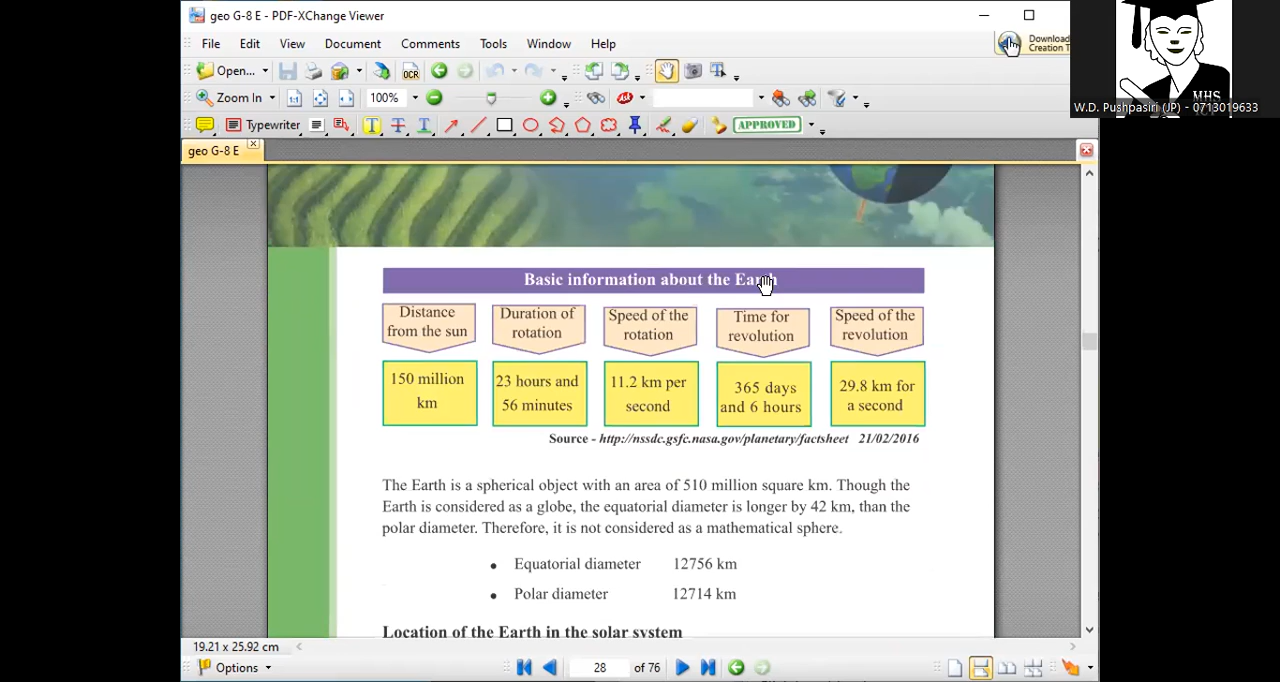 geo G-8 E - PDF-XChange Viewer
File Edit View Document Comments Tools Window Help
Download
Creation T
Open...
OCR
Zoom In 100%
Typewriter APPROVED
MHS
ICT
W.D. Pushpasiri (JP) - 0713019633
geo G-8 E
Basic information about the Earth
Distance
from the sun
Duration of
rotation
Speed of the
rotation
Time for
revolution
Speed of the
revolution
150 million
km
23 hours and
56 minutes
11.2 km per
second
365 days
and 6 hours
29.8 km for
a second
Source - http://nssdc.gsfc.nasa.gov/planetary/factsheet 21/02/2016
The Earth is a spherical object with an area of 510 million square km. Though the
Earth is considered as a globe, the equatorial diameter is longer by 42 km, than the
polar diameter. Therefore, it is not considered as a mathematical sphere.
• Equatorial diameter 12756 km
• Polar diameter 12714 km
Location of the Earth in the solar system
19.21 x 25.92 cm
Options 28 of 76